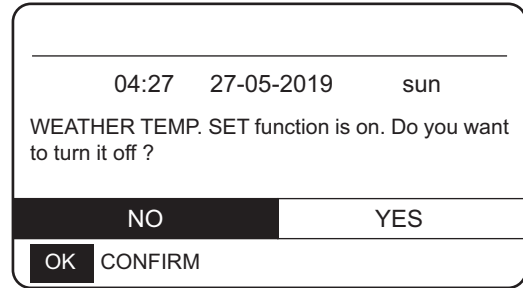 04:27 27-05-2019 sun
WEATHER TEMP. SET function is on. Do you want
to turn it off ?
NO YES
OK CONFIRM